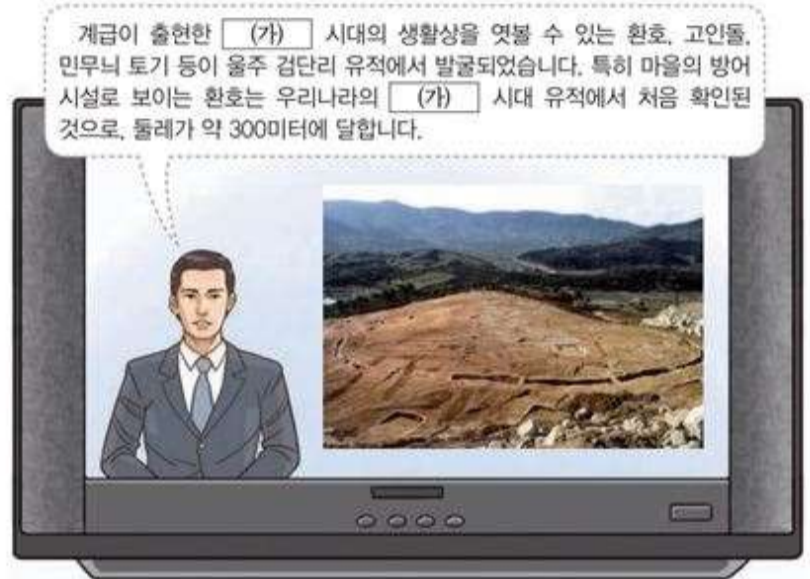 계급이 출현한 (가) 시대의 생활상을 엿볼 수 있는 환호, 고인돌,
민무늬 토기 등이 울주 검단리 유적에서 발굴되었습니다. 특히 마을의 방어
시설로 보이는 환호는 우리나라의 (가) 시대 유적에서 처음 확인된
것으로, 둘레가 약 300미터에 달합니다.